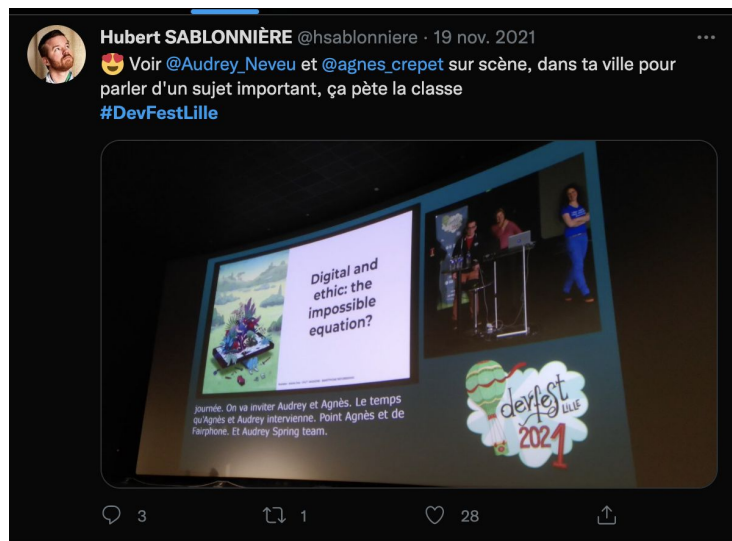 Hubert SABLONNIÈRE @hsablonniere · 19 nov. 2021
😍 Voir @Audrey_Neveu et @agnes_crepet sur scène, dans ta ville pour
parler d'un sujet important, ça pète la classe
#DevFestLille
Digital and
ethic: the
impossible
equation?
journée. On va inviter Audrey et Agnès. Le temps
qu'Agnès et Audrey intervienne. Point Agnès et de
Fairphone. Et Audrey Spring team.
devfest
LILLE
2021
3
1
28